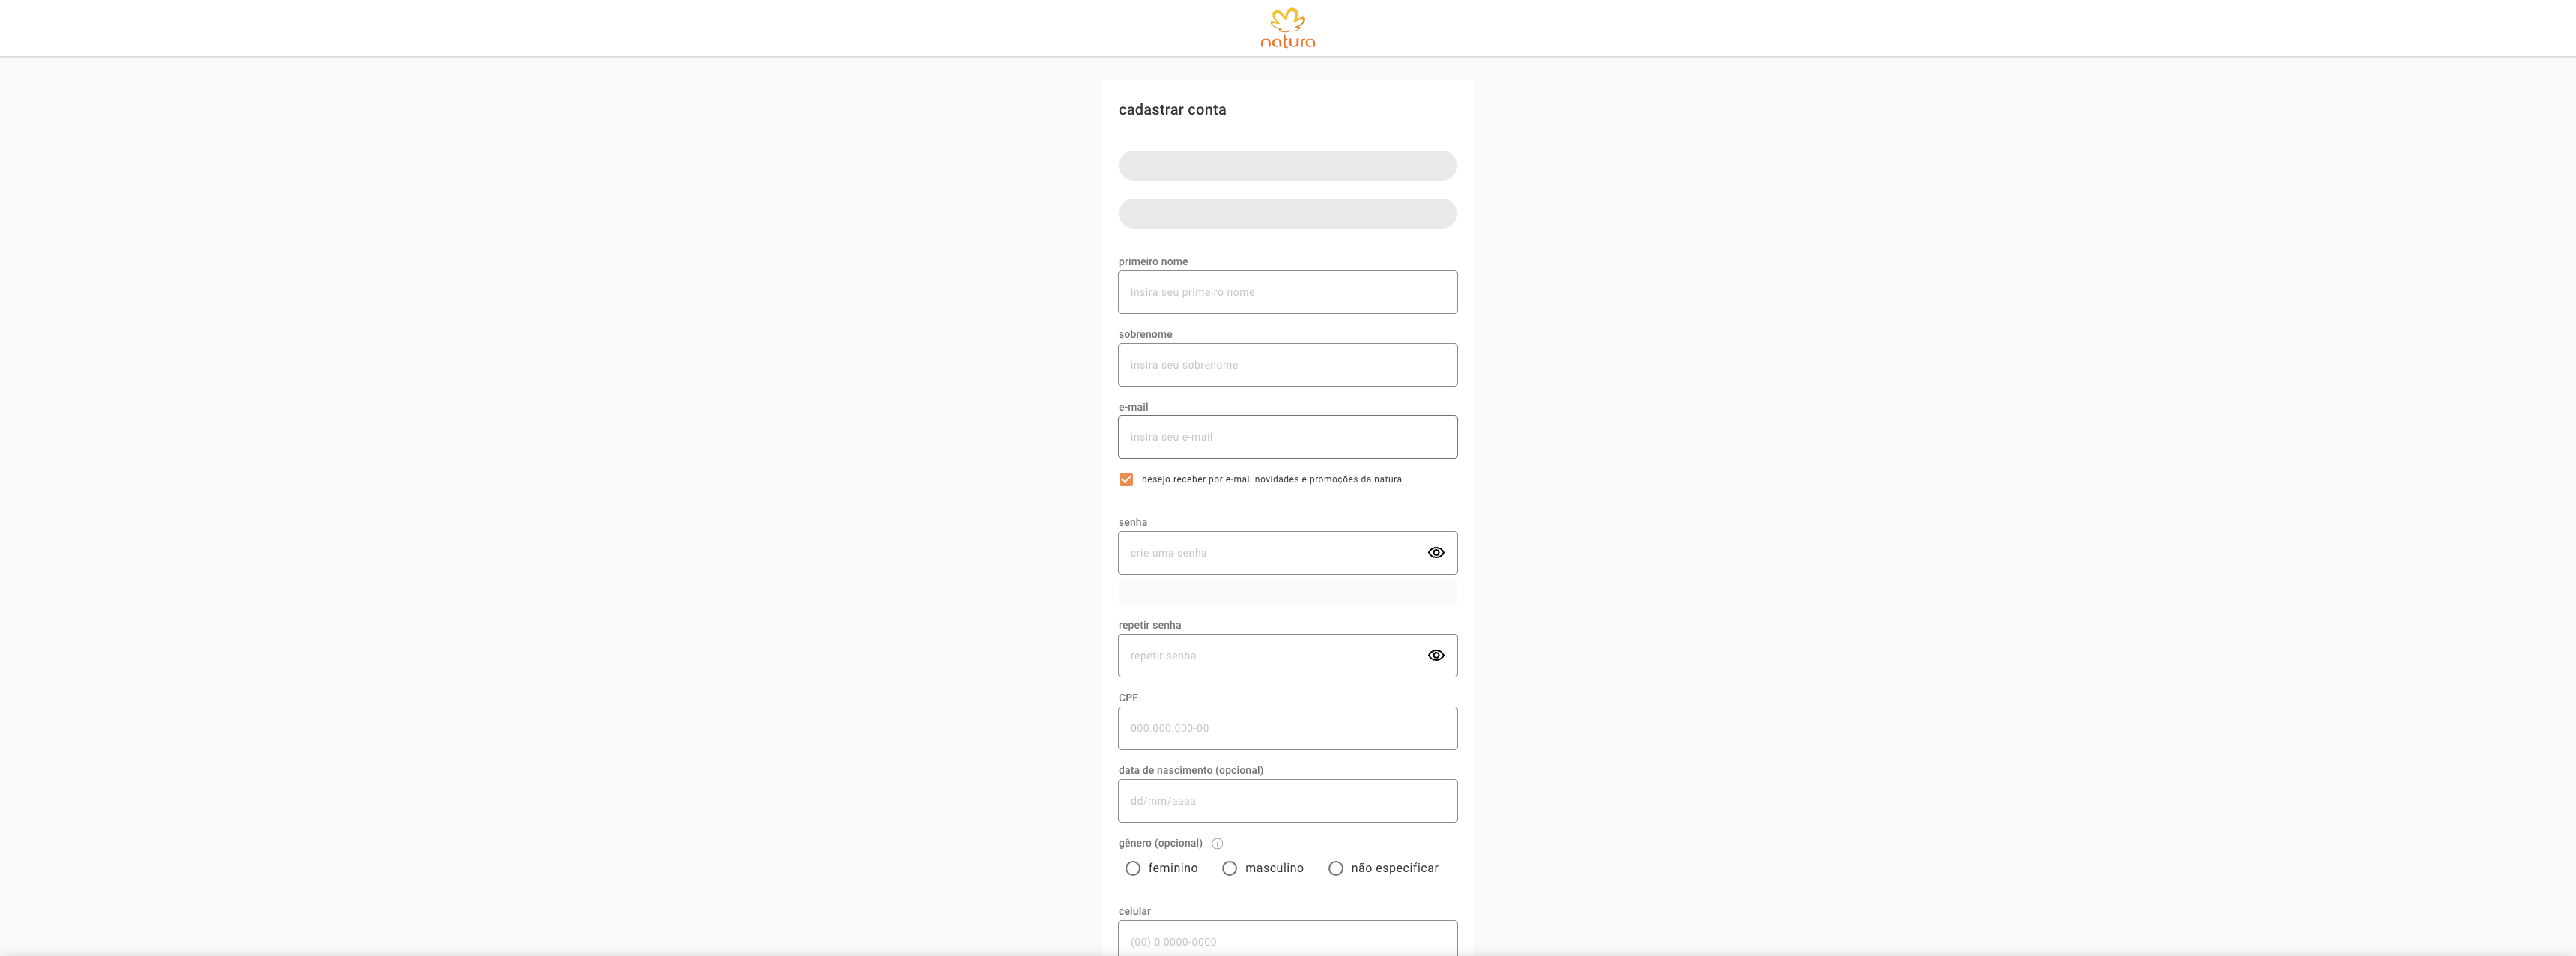 natura
cadastrar conta
primeiro nome
insira seu primeiro nome
sobrenome
insira seu sobrenome
e-mail
insira seu e-mail
desejo receber por e-mail novidades e promoções da natura
senha
crie uma senha
repetir senha
repetir senha
CPF
000.000.000-00
data de nascimento (opcional)
dd/mm/aaaa
gênero (opcional)
feminino masculino não especificar
celular
(00) 0 0000-0000